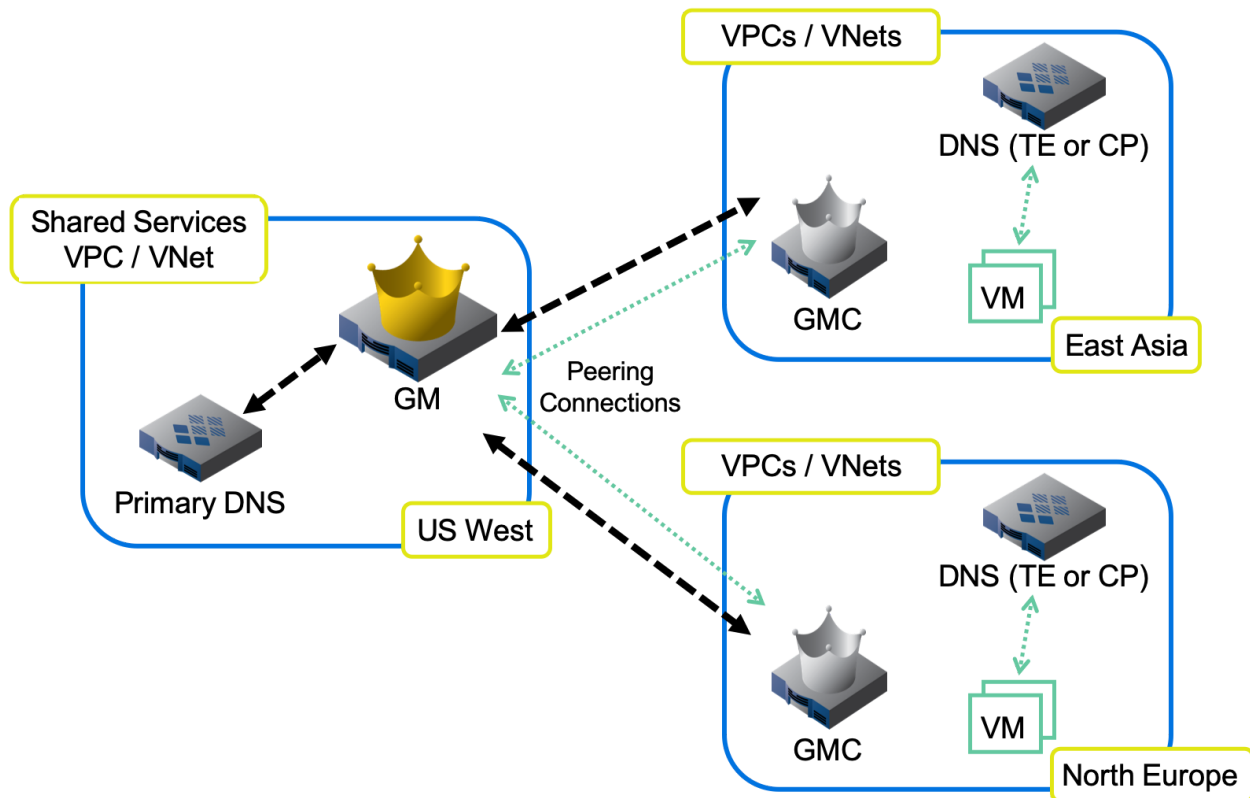 Shared Services
VPC / VNet
GM
Primary DNS
US West
Peering
Connections
VPCs / VNets
DNS (TE or CP)
GMC
VM
East Asia
VPCs / VNets
DNS (TE or CP)
GMC
VM
North Europe